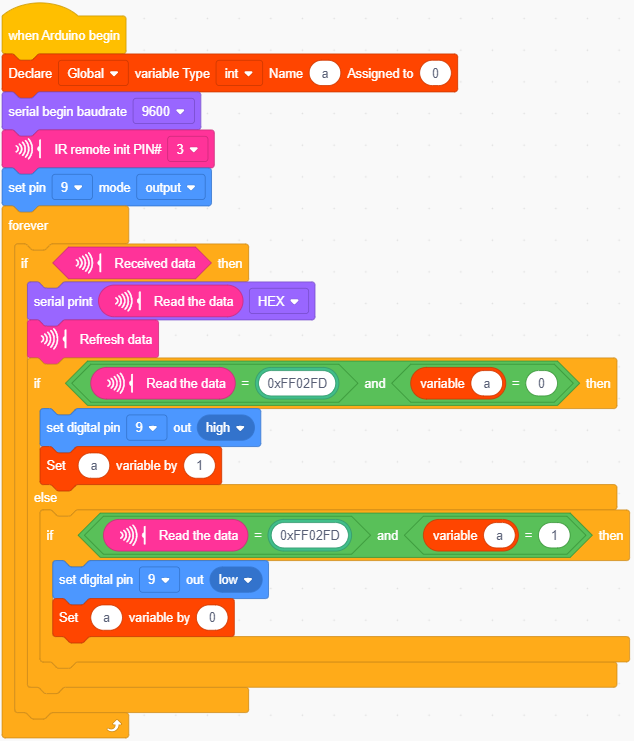 when Arduino begin
Declare Global variable Type int Name a Assigned to 0
serial begin baudrate 9600
IR remote init PIN# 3
set pin 9 mode output
forever
if Received data then
serial print Read the data HEX
Refresh data
if Read the data = 0xFF02FD and variable a = 0 then
set digital pin 9 out high
Set a variable by 1
else
if Read the data = 0xFF02FD and variable a = 1 then
set digital pin 9 out low
Set a variable by 0